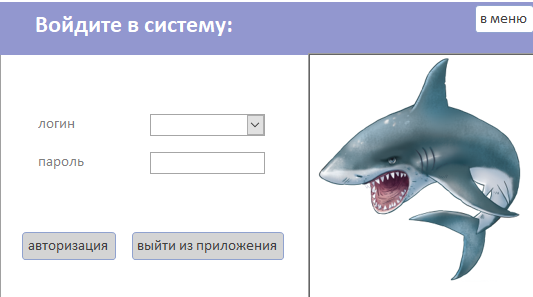 Войдите в систему:
в меню
логин
пароль
авторизация
выйти из приложения